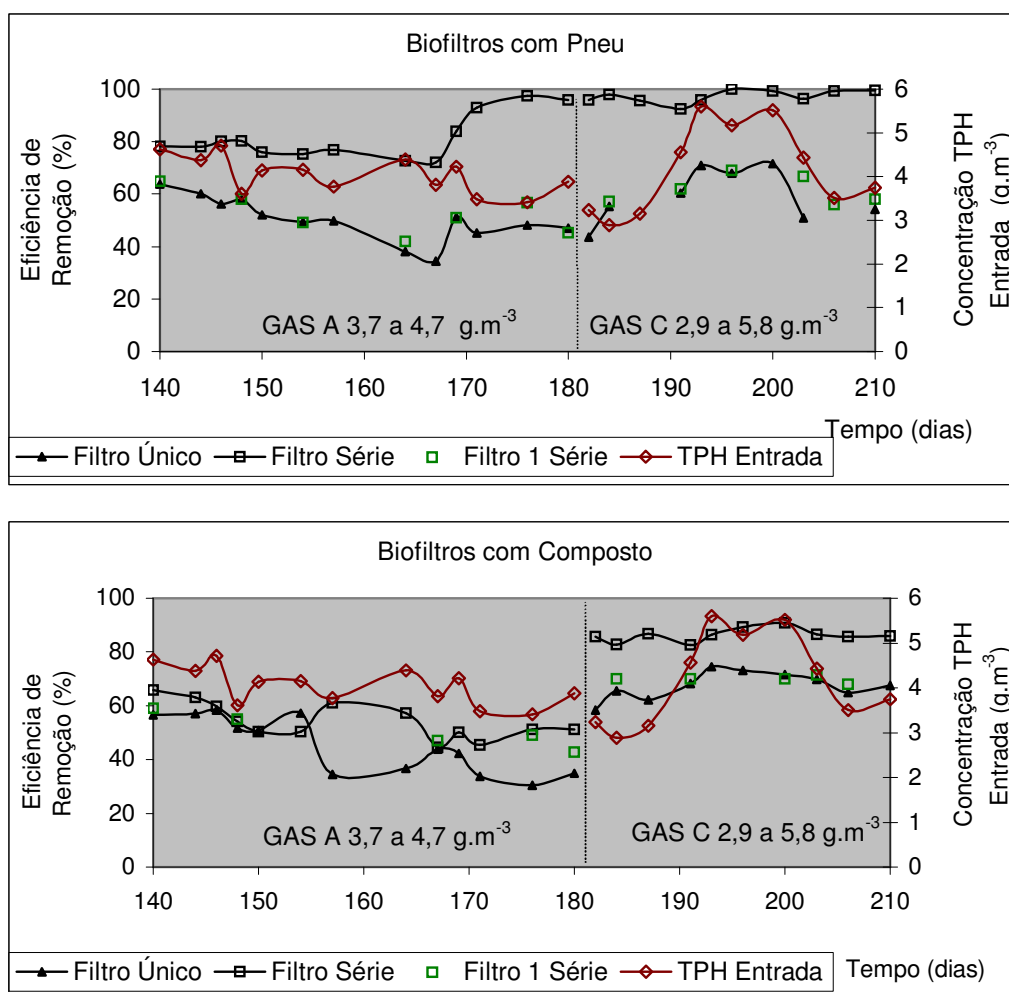 Biofiltros com Pneu
Eficiência de
Remoção (%)
100
80
60
40
20
0
6
5
4
3
2
1
0
Concentração TPH
Entrada (g.m-3)
GAS A 3,7 a 4,7 g.m-3
GAS C 2,9 a 5,8 g.m-3
140 150 160 170 180 190 200 210
Tempo (dias)
Filtro Único Filtro Série Filtro 1 Série TPH Entrada
Biofiltros com Composto
Eficiência de
Remoção (%)
100
80
60
40
20
0
6
5
4
3
2
1
0
Concentração TPH
Entrada (g.m-3)
GAS A 3,7 a 4,7 g.m-3
GAS C 2,9 a 5,8 g.m-3
140 150 160 170 180 190 200 210
Filtro Único Filtro Série Filtro 1 Série TPH Entrada
Tempo (dias)